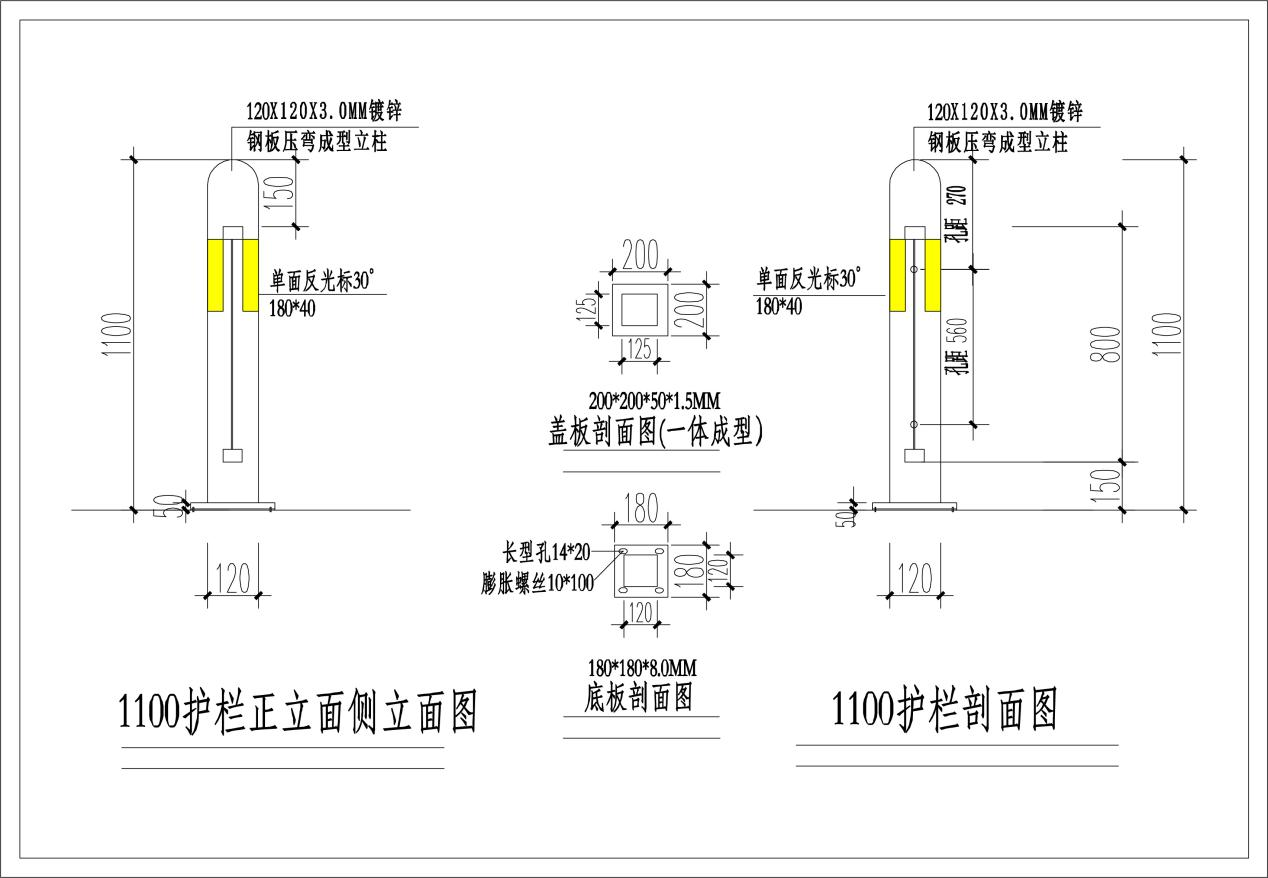 120X120X3.0MM镀锌
钢板压弯成型立柱
150
1100
单面反光标30°
180*40
50
120
1100护栏正立面侧立面图
200
125
200
125
200*200*50*1.5MM
盖板剖面图(一体成型)
180
长型孔14*20
膨胀螺丝10*100
180
120
120
180*180*8.0MM
底板剖面图
120X120X3.0MM镀锌
钢板压弯成型立柱
孔距 270
单面反光标30°
180*40
孔距 560
800
1100
150
50
120
1100护栏剖面图